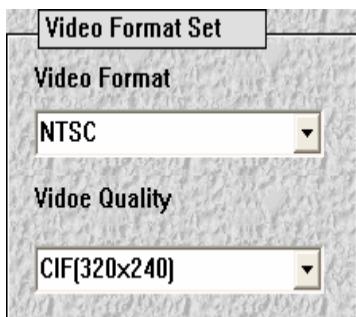 Video Format Set
Video Format
NTSC
Vidoe Quality
CIF(320x240)